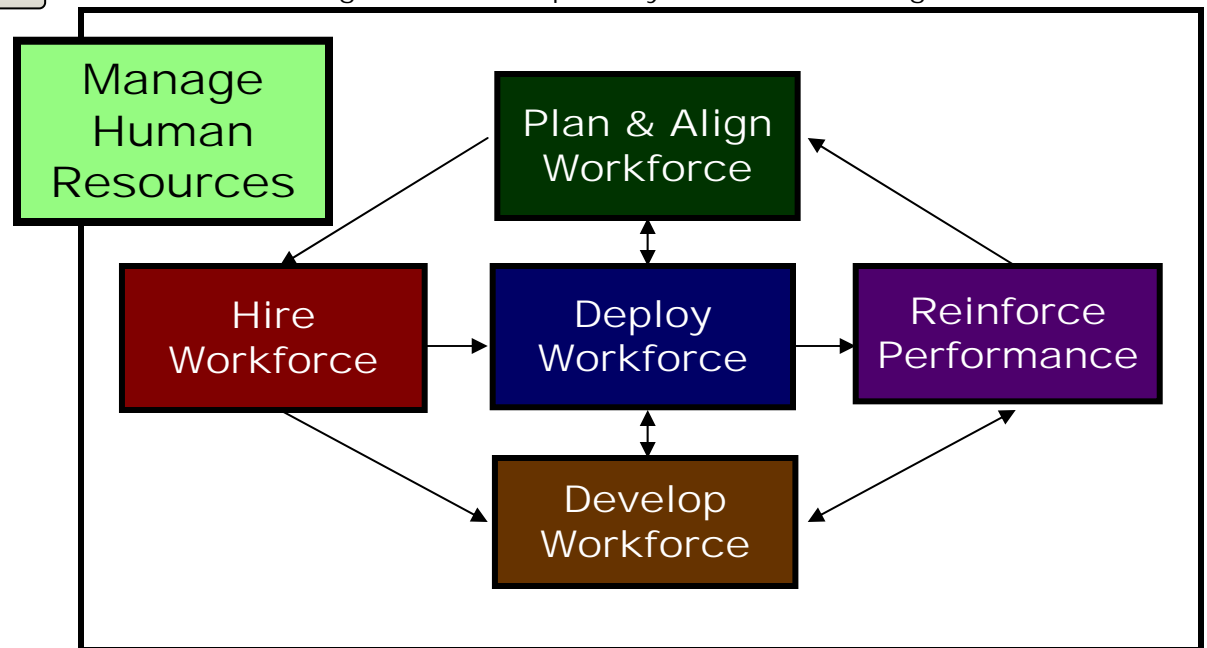 Manage
Human
Resources
Plan & Align
Workforce
Hire
Workforce
Deploy
Workforce
Reinforce
Performance
Develop
Workforce